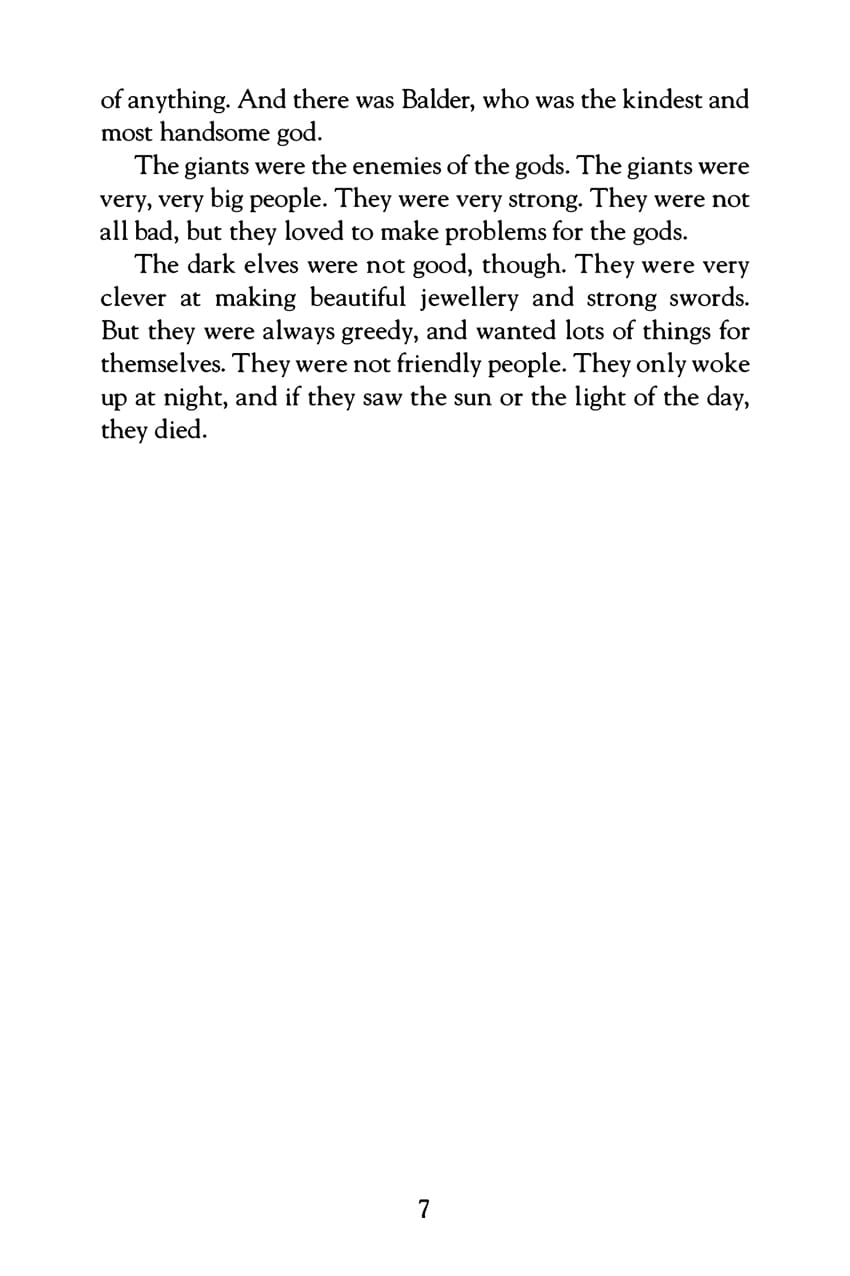 of anything. And there was Balder, who was the kindest and
most handsome god.
The giants were the enemies of the gods. The giants were
very, very big people. They were very strong. They were not
all bad, but they loved to make problems for the gods.
The dark elves were not good, though. They were very
clever at making beautiful jewellery and strong swords.
But they were always greedy, and wanted lots of things for
themselves. They were not friendly people. They only woke
up at night, and if they saw the sun or the light of the day,
they died.
7